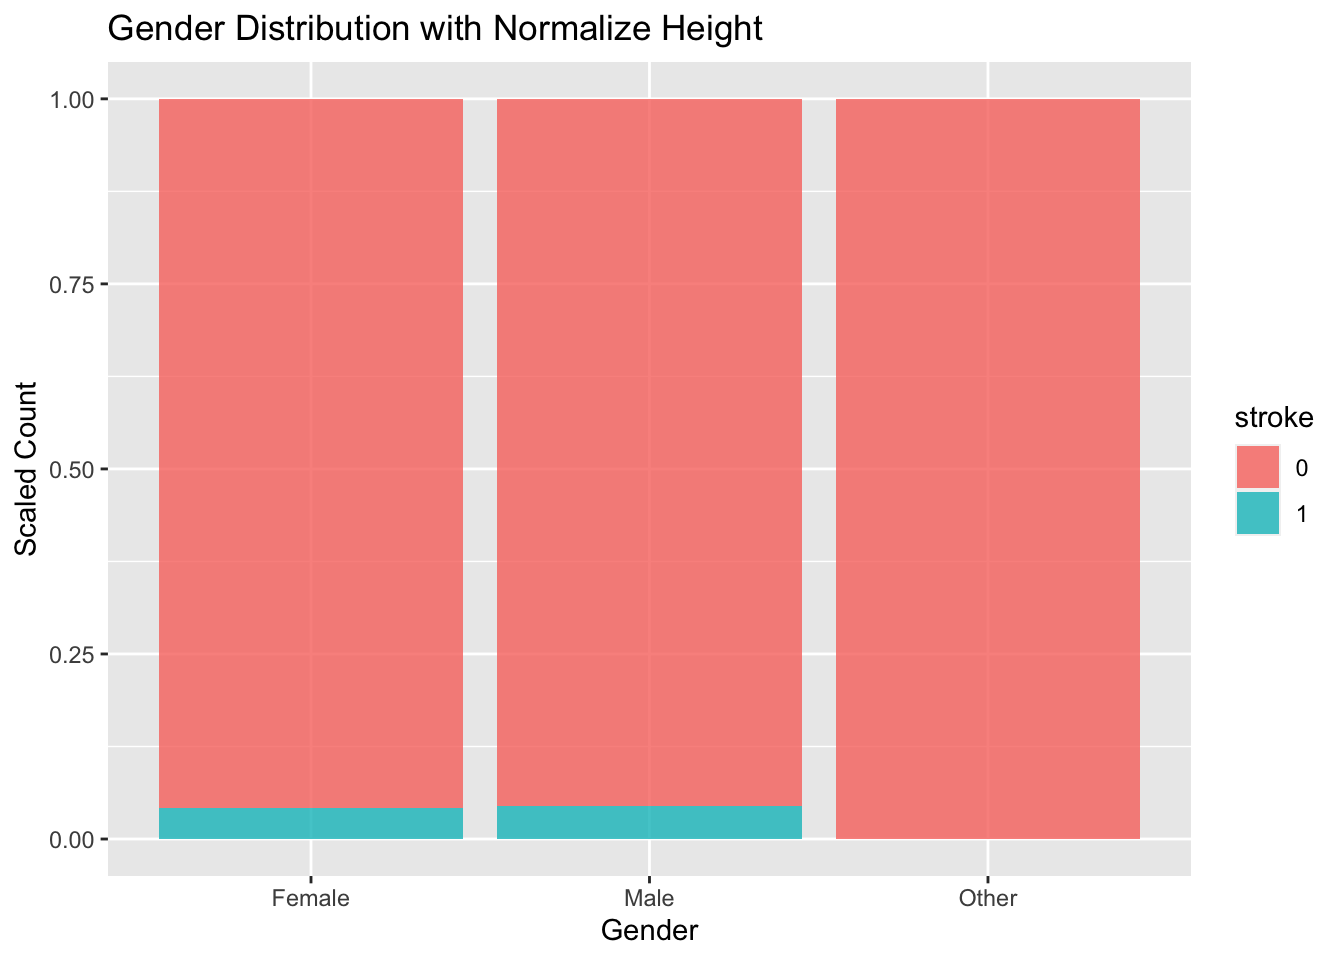 Gender Distribution with Normalize Height
1.00
0.75
0.50
0.25
0.00
Scaled Count
Female Male Other
Gender
stroke
0
1